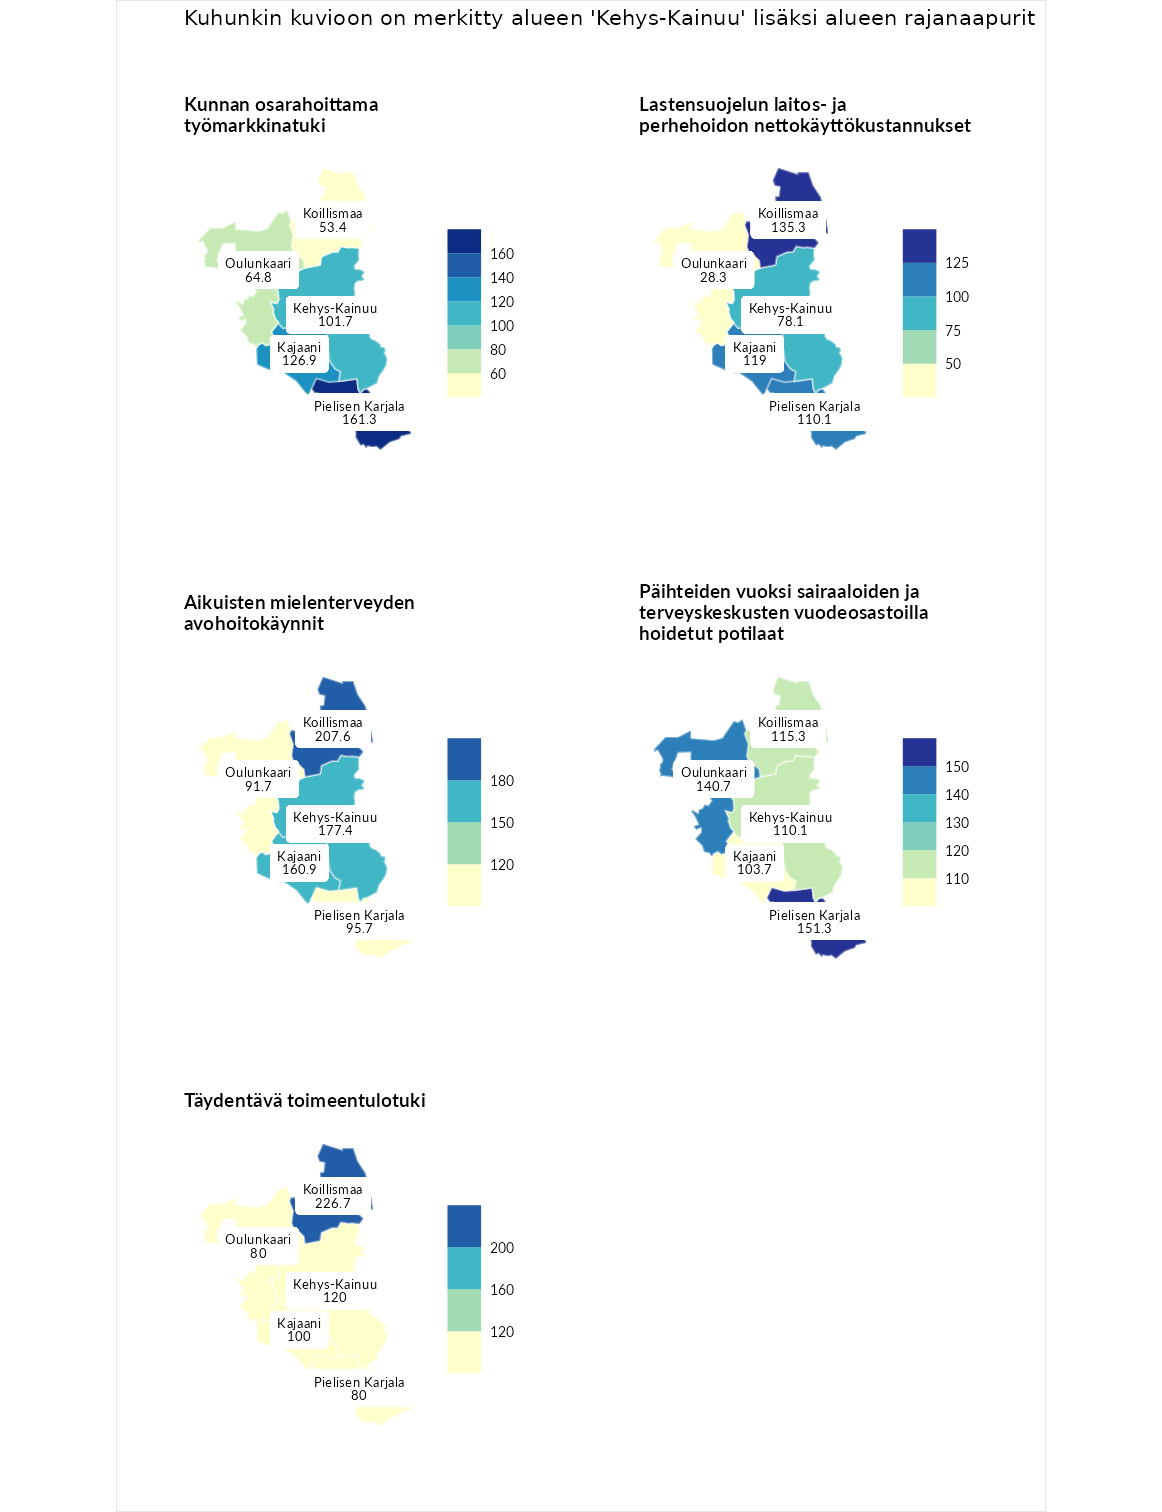 Kuhunkin kuvioon on merkitty alueen 'Kehys-Kainuu' lisäksi alueen rajanaapurit
Kunnan osarahoittama
työmarkkinatuki
Koillismaa
53.4
Oulunkaari
64.8
Kehys-Kainuu
101.7
Kajaani
126.9
Pielisen Karjala
161.3
160
140
120
100
80
60
Lastensuojelun laitos- ja
perhehoidon nettokäyttökustannukset
Koillismaa
135.3
Oulunkaari
28.3
Kehys-Kainuu
78.1
Kajaani
119
Pielisen Karjala
110.1
125
100
75
50
Aikuisten mielenterveyden
avohoitokäynnit
Koillismaa
207.6
Oulunkaari
91.7
Kehys-Kainuu
177.4
Kajaani
160.9
Pielisen Karjala
95.7
180
150
120
Päihteiden vuoksi sairaaloiden ja
terveyskeskusten vuodeosastoilla
hoidetut potilaat
Koillismaa
115.3
Oulunkaari
140.7
Kehys-Kainuu
110.1
Kajaani
103.7
Pielisen Karjala
151.3
150
140
130
120
110
Täydentävä toimeentulotuki
Koillismaa
226.7
Oulunkaari
80
Kehys-Kainuu
120
Kajaani
100
Pielisen Karjala
80
200
160
120